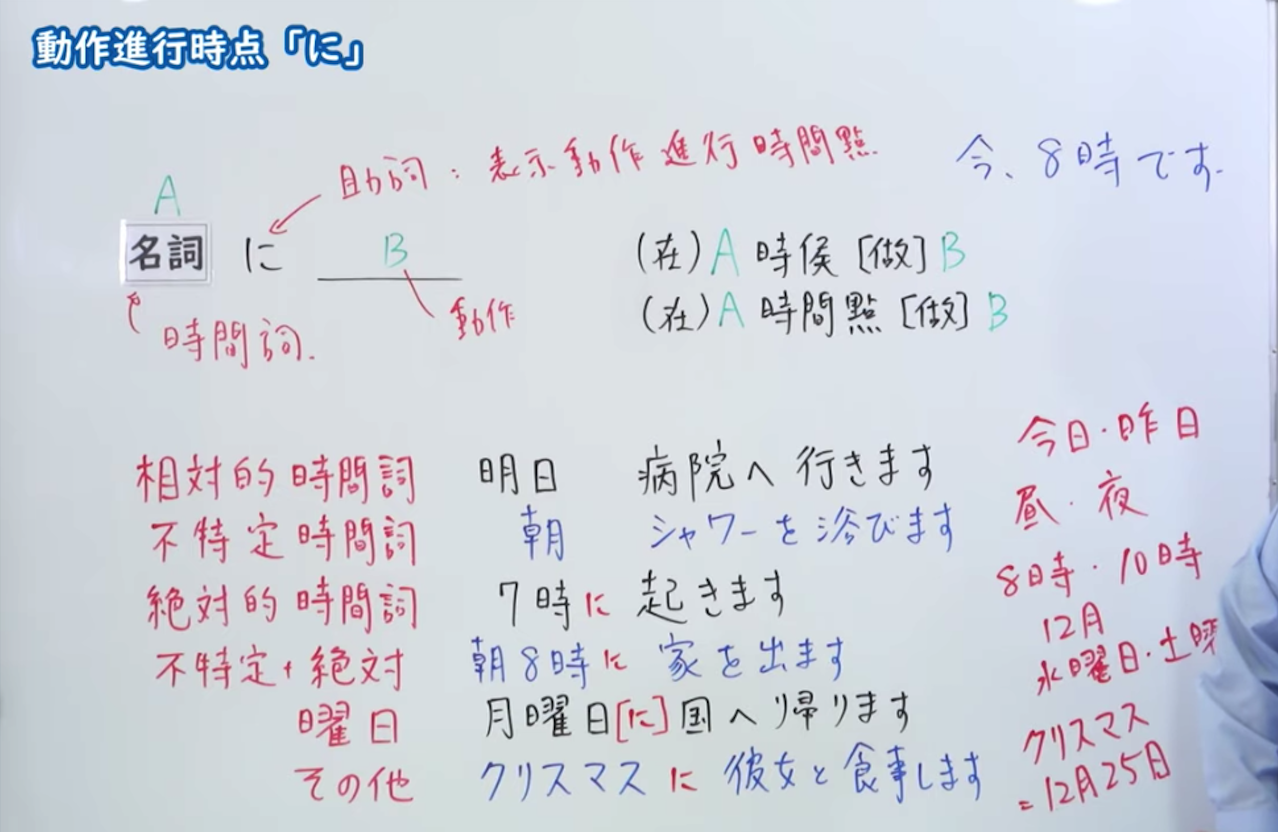 動作進行時点「に」
助詞：表示動作進行時間點
今、8時です.
A
名詞 に B
時間詞.
動作
(在)A時侯[做]B
(在)A時間點[做]B
相対的時間詞 明日 病院へ行きます 今日・昨日
不特定時間詞 朝 シャワーを浴びます 昼・夜
絶対的時間詞 7時に起きます 8時・10時
12月
不特定+絶対 朝8時に家を出ます 水曜日・土曜
曜日 月曜日[に]国へ帰ります
その他 クリスマスに彼女と食事します クリスマス
=12月25日